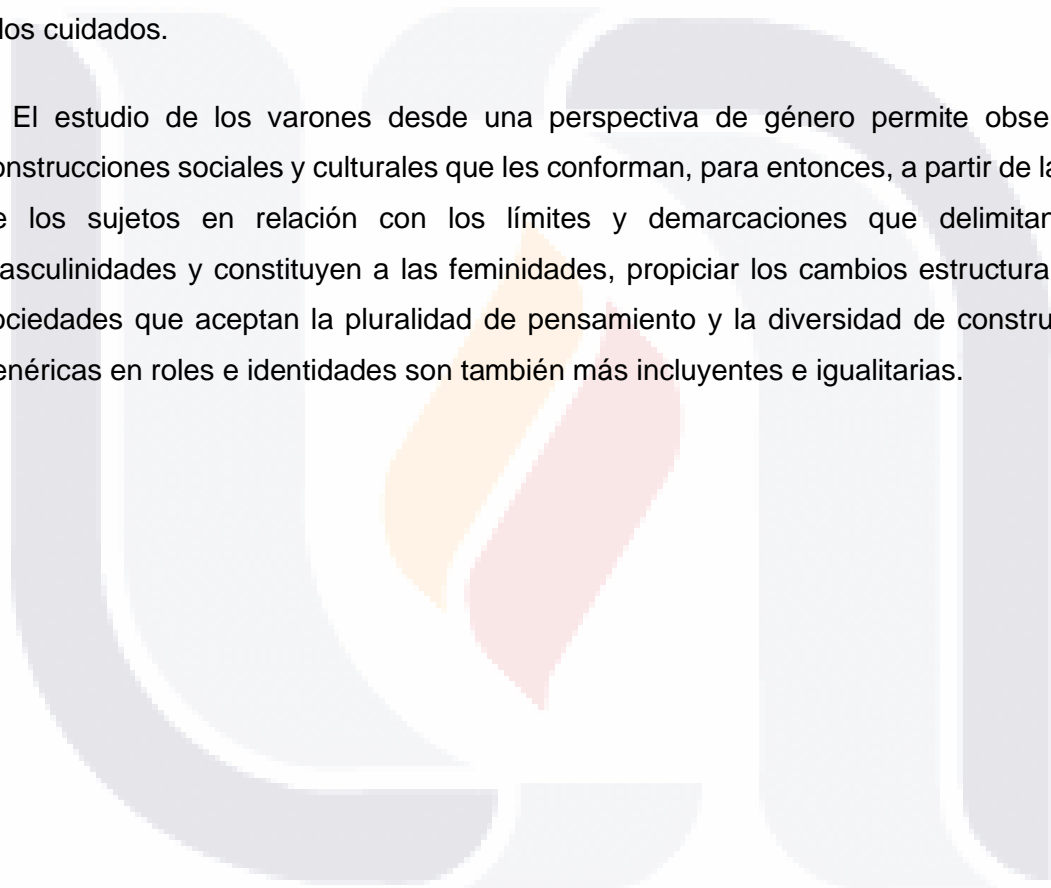 los cuidados.
El estudio de los varones desde una perspectiva de género permite obse
onstrucciones sociales y culturales que les conforman, para entonces, a partir de la
e los sujetos en relación con los límites y demarcaciones que delimitan
asculinidades y constituyen a las feminidades, propiciar los cambios estructura
ociedades que aceptan la pluralidad de pensamiento y la diversidad de constru
enéricas en roles e identidades son también más incluyentes e igualitarias.